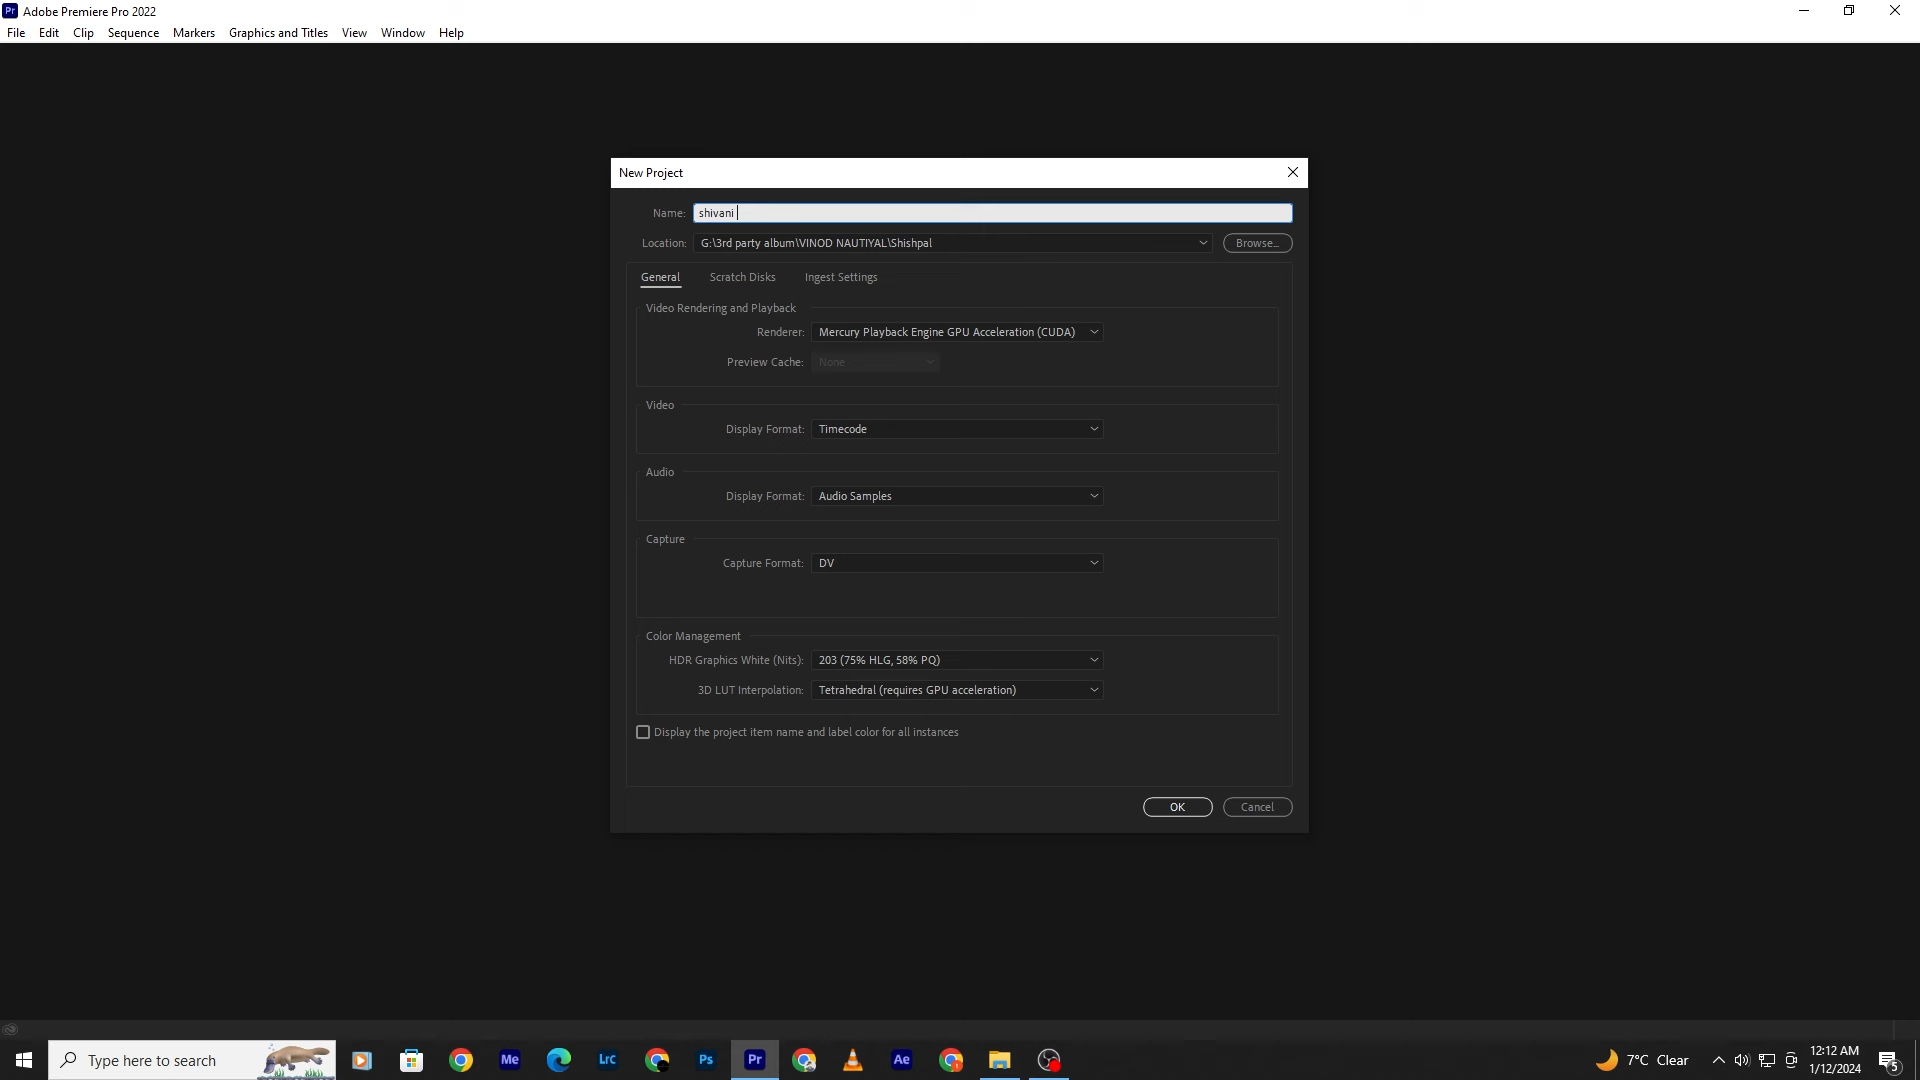 Pr Adobe Premiere Pro 2022
File Edit Clip Sequence Markers Graphics and Titles View Window Help
New Project
Name: shivani
Location: G:\3rd party album\VINOD NAUTIYAL\Shishpal Browse...
General Scratch Disks Ingest Settings
Video Rendering and Playback
Renderer: Mercury Playback Engine GPU Acceleration (CUDA)
Preview Cache: None
Video
Display Format: Timecode
Audio
Display Format: Audio Samples
Capture
Capture Format: DV
Color Management
HDR Graphics White (Nits): 203 (75% HLG, 58% PQ)
3D LUT Interpolation: Tetrahedral (requires GPU acceleration)
Display the project item name and label color for all instances
OK Cancel
Type here to search Me LrC Ps Pr Ae 7°C Clear 12:12 AM
1/12/2024 5